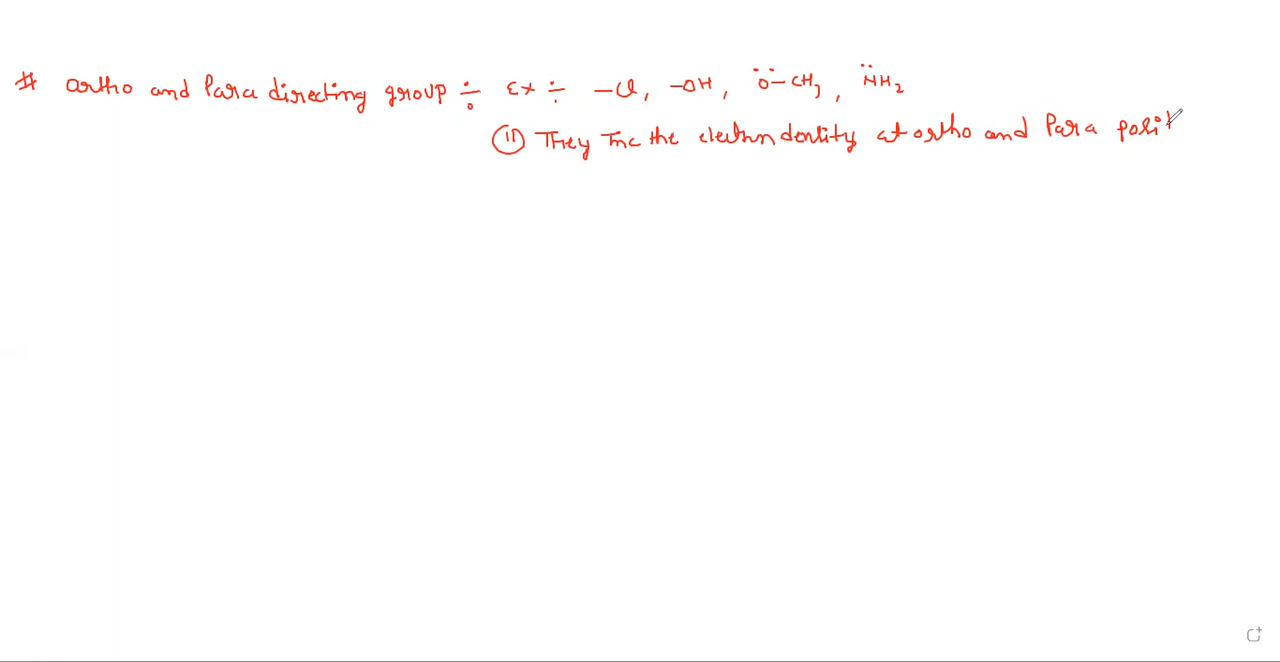 # ortho and Para directing group ÷ Ex ÷ -Cl, -OH, Ö-CH3, N̈H2
(ii) They Inc the electron density at ortho and Para posit